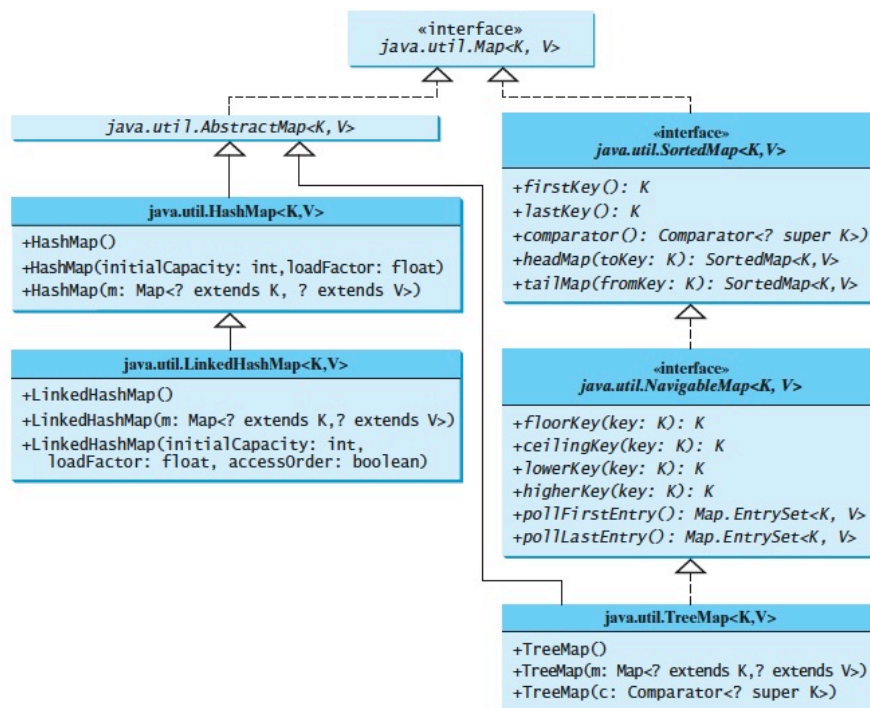 «interface»
java.util.Map<K, V>
java.util.AbstractMap<K,V>
java.util.HashMap<K,V>
+HashMap()
+HashMap(initialCapacity: int,loadFactor: float)
+HashMap(m: Map<? extends K, ? extends V>)
java.util.LinkedHashMap<K,V>
+LinkedHashMap()
+LinkedHashMap(m: Map<? extends K,? extends V>)
+LinkedHashMap(initialCapacity: int,
loadFactor: float, accessOrder: boolean)
«interface»
java.util.SortedMap<K,V>
+firstKey(): K
+lastKey(): K
+comparator(): Comparator<? super K>)
+headMap(toKey: K): SortedMap<K,V>
+tailMap(fromKey: K): SortedMap<K,V>
«interface»
java.util.NavigableMap<K, V>
+floorKey(key: K): K
+ceilingKey(key: K): K
+lowerKey(key: K): K
+higherKey(key: K): K
+pollFirstEntry(): Map.EntrySet<K, V>
+pollLastEntry(): Map.EntrySet<K, V>
java.util.TreeMap<K,V>
+TreeMap()
+TreeMap(m: Map<? extends K,? extends V>)
+TreeMap(c: Comparator<? super K>)